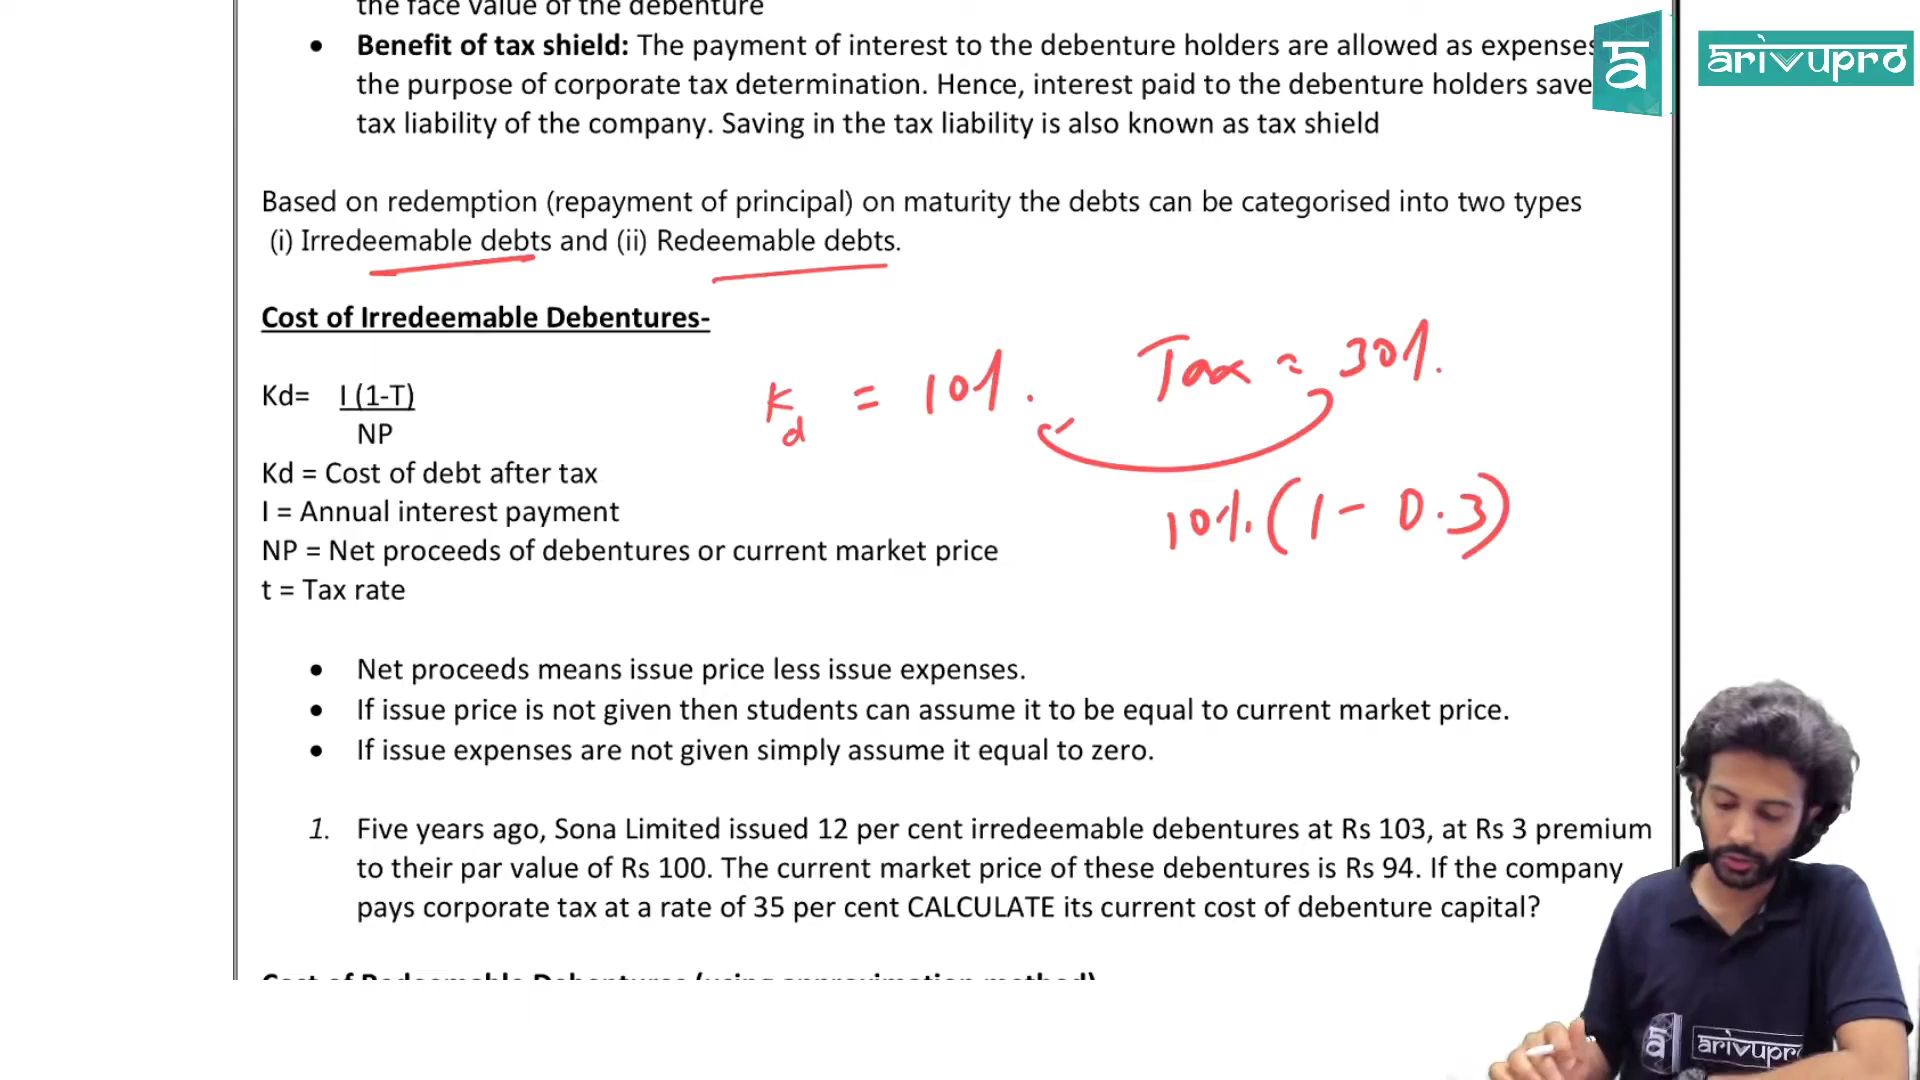 the face value of the debenture
• Benefit of tax shield: The payment of interest to the debenture holders are allowed as expenses
the purpose of corporate tax determination. Hence, interest paid to the debenture holders save
tax liability of the company. Saving in the tax liability is also known as tax shield
a arivupro
Based on redemption (repayment of principal) on maturity the debts can be categorised into two types
(i) Irredeemable debts and (ii) Redeemable debts.
Cost of Irredeemable Debentures-
Kd= I (1-T)
NP
Kd = 10%. Tax = 30%.
10%(1 - 0.3)
Kd = Cost of debt after tax
I = Annual interest payment
NP = Net proceeds of debentures or current market price
t = Tax rate
• Net proceeds means issue price less issue expenses.
• If issue price is not given then students can assume it to be equal to current market price.
• If issue expenses are not given simply assume it equal to zero.
1. Five years ago, Sona Limited issued 12 per cent irredeemable debentures at Rs 103, at Rs 3 premium
to their par value of Rs 100. The current market price of these debentures is Rs 94. If the company
pays corporate tax at a rate of 35 per cent CALCULATE its current cost of debenture capital?
Cost of Redeemable Debentures (using approximation method)
a arivupro